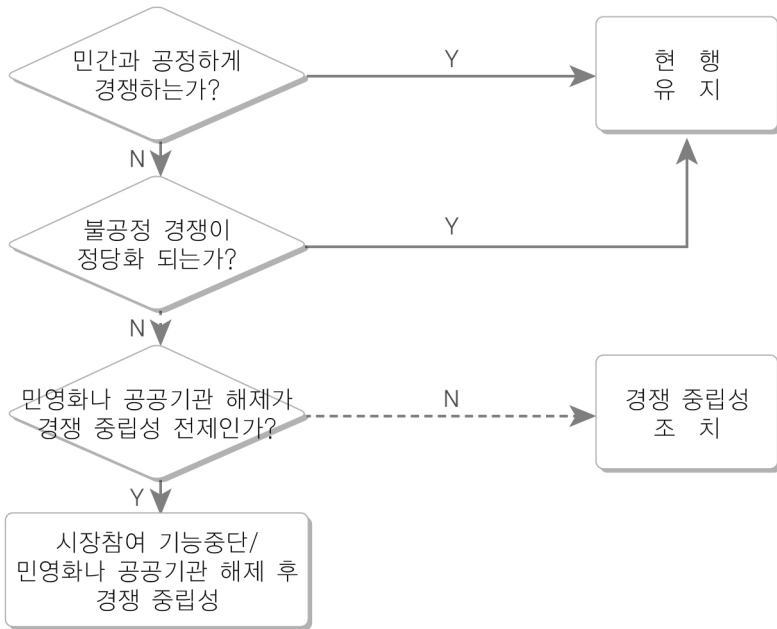 민간과 공정하게
경쟁하는가?
Y
현 행
유 지
N
불공정 경쟁이
정당화 되는가?
Y
N
민영화나 공공기관 해제가
경쟁 중립성 전제인가?
N
경쟁 중립성
조 치
Y
시장참여 기능중단/
민영화나 공공기관 해제 후
경쟁 중립성